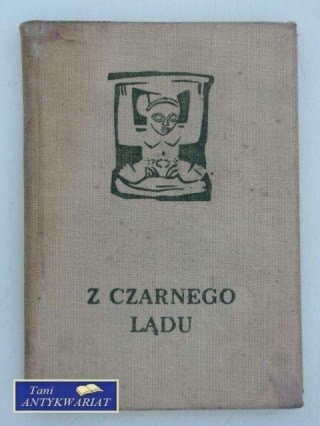 Z CZARNEGO
LĄDU
Tani
ANTYKWARIAT